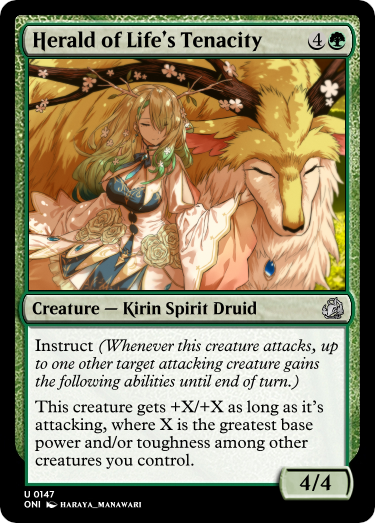 Herald of Life's Tenacity 4
Creature — Kirin Spirit Druid
Instruct (Whenever this creature attacks, up
to one other target attacking creature gains
the following abilities until end of turn.)
This creature gets +X/+X as long as it's
attacking, where X is the greatest base
power and/or toughness among other
creatures you control.
4/4
U 0147
ONI HARAYA_MANAWARI